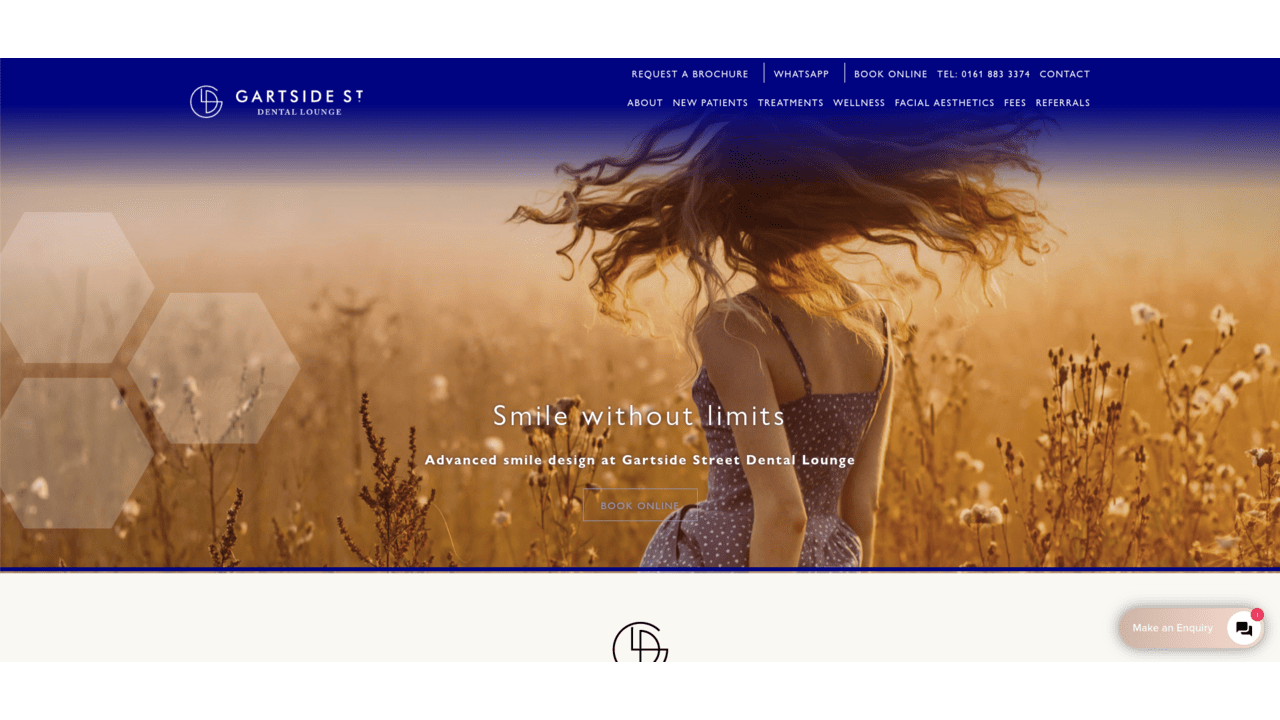 REQUEST A BROCHURE WHATSAPP BOOK ONLINE TEL: 0161 883 3374 CONTACT
GARTSIDE ST
DENTAL LOUNGE
ABOUT NEW PATIENTS TREATMENTS WELLNESS FACIAL AESTHETICS FEES REFERRALS
Smile without limits
Advanced smile design at Gartside Street Dental Lounge
BOOK ONLINE
Make an Enquiry
1